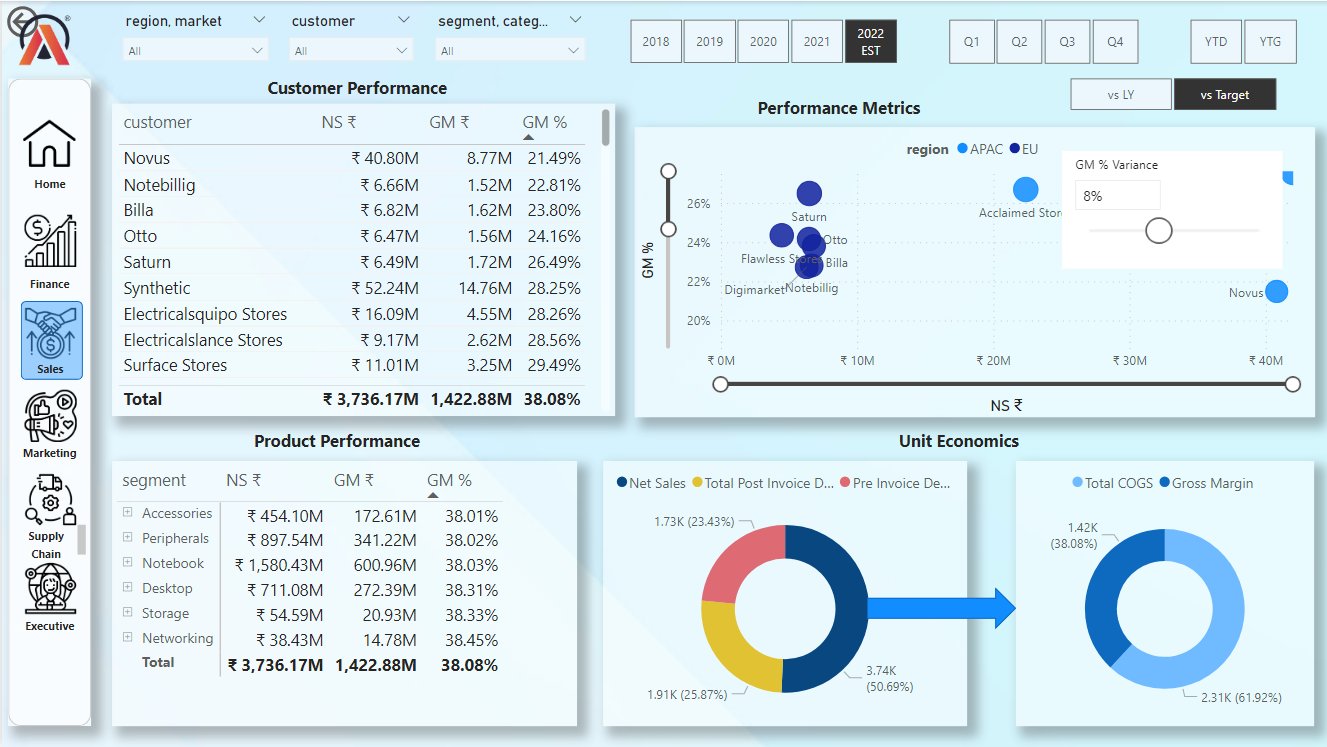 region, market
customer
segment, categ...
All
All
All
2018
2019
2020
2021
2022
EST
Q1
Q2
Q3
Q4
YTD
YTG
vs LY
vs Target
Home
Finance
Sales
Marketing
Supply
Chain
Executive
Customer Performance
customer NS ₹ GM ₹ GM %
Novus ₹ 40.80M 8.77M 21.49%
Notebillig ₹ 6.66M 1.52M 22.81%
Billa ₹ 6.82M 1.62M 23.80%
Otto ₹ 6.47M 1.56M 24.16%
Saturn ₹ 6.49M 1.72M 26.49%
Synthetic ₹ 52.24M 14.76M 28.25%
Electricalsquipo Stores ₹ 16.09M 4.55M 28.26%
Electricalslance Stores ₹ 9.17M 2.62M 28.56%
Surface Stores ₹ 11.01M 3.25M 29.49%
Total ₹ 3,736.17M 1,422.88M 38.08%
Performance Metrics
region APAC EU
GM % Variance
8%
GM %
26%
24%
22%
20%
Saturn
Acclaimed Stor
Otto
Flawless Stores
Billa
Digimarket
Notebillig
Novus
₹ 0M
₹ 10M
₹ 20M
₹ 30M
₹ 40M
NS ₹
Product Performance
segment NS ₹ GM ₹ GM %
Accessories ₹ 454.10M 172.61M 38.01%
Peripherals ₹ 897.54M 341.22M 38.02%
Notebook ₹ 1,580.43M 600.96M 38.03%
Desktop ₹ 711.08M 272.39M 38.31%
Storage ₹ 54.59M 20.93M 38.33%
Networking ₹ 38.43M 14.78M 38.45%
Total ₹ 3,736.17M 1,422.88M 38.08%
Unit Economics
Net Sales Total Post Invoice D... Pre Invoice De...
1.73K (23.43%)
1.91K (25.87%)
3.74K
(50.69%)
Total COGS Gross Margin
1.42K
(38.08%)
2.31K (61.92%)